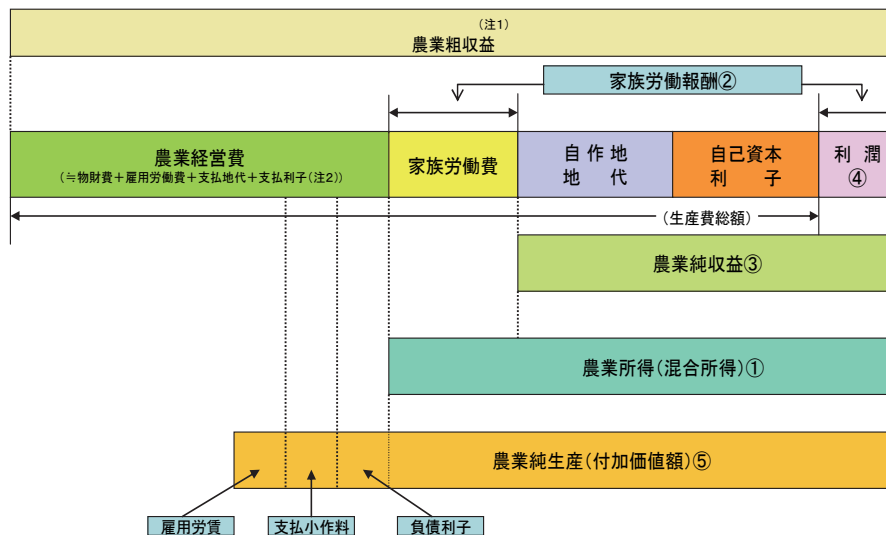 (注1)
農業粗収益
家族労働報酬②
農業経営費
(≒物財費+雇用労働費+支払地代+支払利子(注2))
家族労働費
自作地
地代
自己資本
利子
利潤
④
(生産費総額)
農業純収益③
農業所得(混合所得)①
農業純生産(付加価値額)⑤
雇用労賃
支払小作料
負債利子